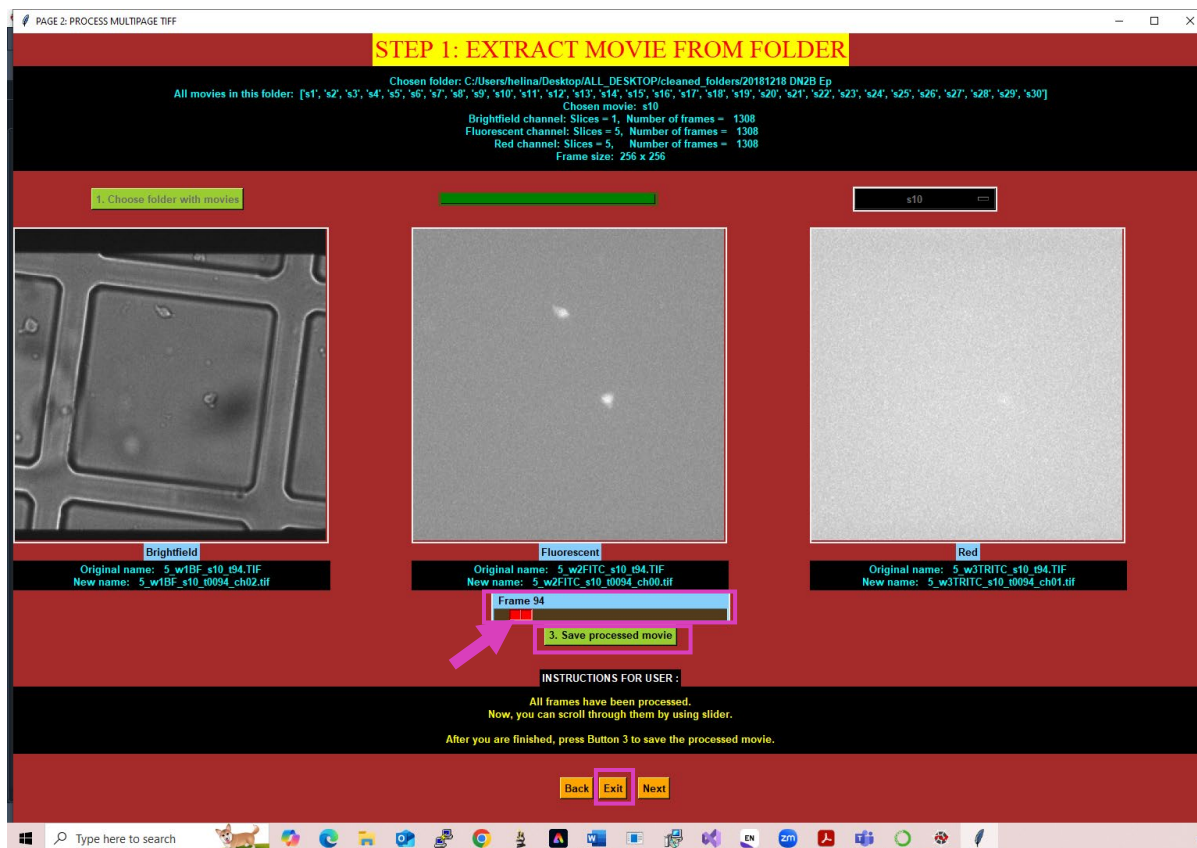 PAGE 2: PROCESS MULTIPAGE TIFF
STEP 1: EXTRACT MOVIE FROM FOLDER
Chosen folder: C:/Users/helina/Desktop/ALL_DESKTOP/cleaned_folders/20181218 DN2B Ep
All movies in this folder: ['s1', 's2', 's3', 's4', 's5', 's6', 's7', 's8', 's9', 's10', 's11', 's12', 's13', 's14', 's15', 's16', 's17', 's18', 's19', 's20', 's21', 's22', 's23', 's24', 's25', 's26', 's27', 's28', 's29', 's30']
Chosen movie: s10
Brightfield channel: Slices = 1, Number of frames = 1308
Fluorescent channel: Slices = 5, Number of frames = 1308
Red channel: Slices = 5, Number of frames = 1308
Frame size: 256 x 256
1. Choose folder with movies
s10
Brightfield
Original name: 5_w1BF_s10_t94.TIF
New name: 5_w1BF_s10_t0094_ch02.tif
Fluorescent
Original name: 5_w2FITC_s10_t94.TIF
New name: 5_w2FITC_s10_t0094_ch00.tif
Red
Original name: 5_w3TRITC_s10_t94.TIF
New name: 5_w3TRITC_s10_t0094_ch01.tif
Frame 94
3. Save processed movie
INSTRUCTIONS FOR USER :
All frames have been processed.
Now, you can scroll through them by using slider.
After you are finished, press Button 3 to save the processed movie.
Back Exit Next
Type here to search
EN
zm